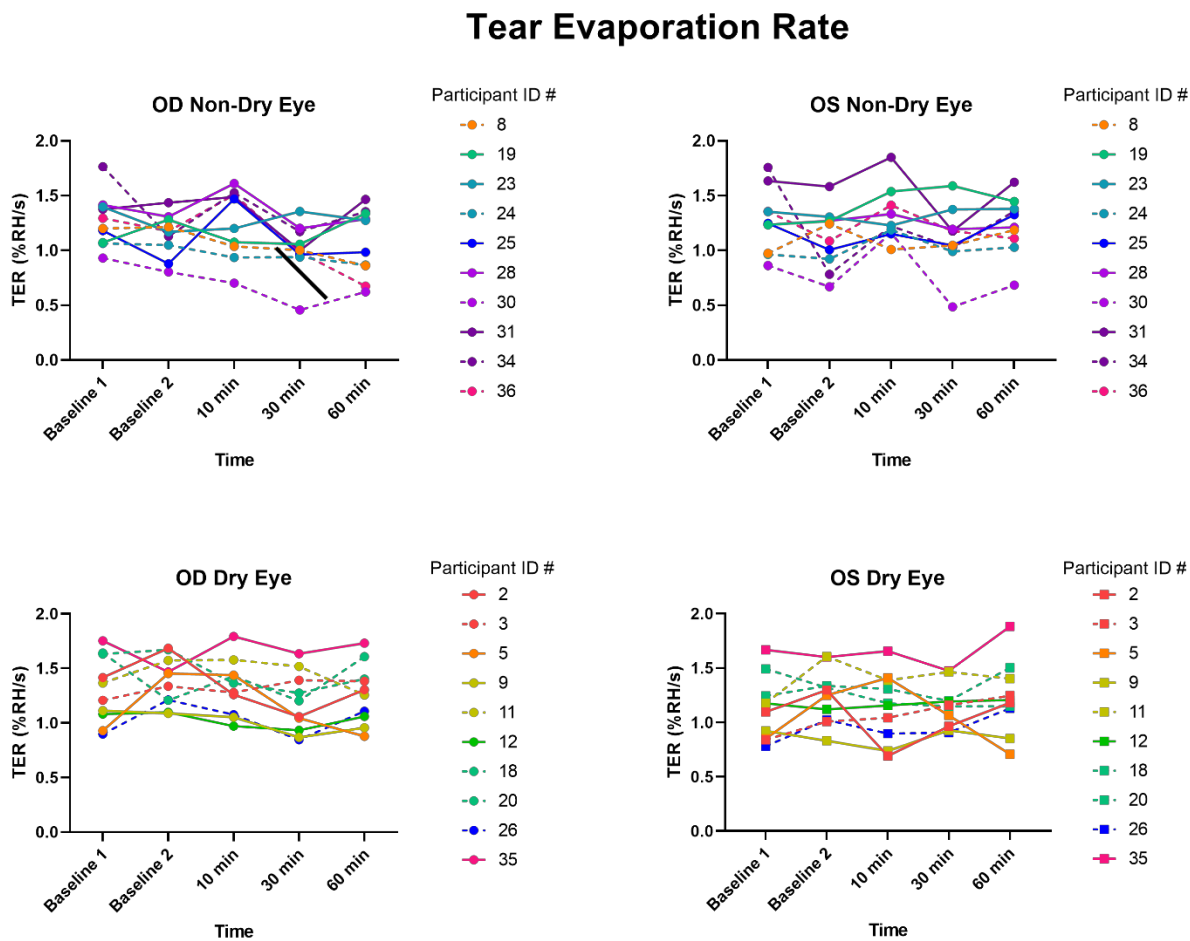 Tear Evaporation Rate
OD Non-Dry Eye
Participant ID #
8
19
23
24
25
28
30
31
34
36
2.0
1.5
1.0
0.5
0.0
TER (%RH/s)
Baseline 1
Baseline 2
10 min
30 min
60 min
Time
OS Non-Dry Eye
Participant ID #
8
19
23
24
25
28
30
31
34
36
2.0
1.5
1.0
0.5
0.0
TER (%RH/s)
Baseline 1
Baseline 2
10 min
30 min
60 min
Time
OD Dry Eye
Participant ID #
2
3
5
9
11
12
18
20
26
35
2.0
1.5
1.0
0.5
0.0
TER (%RH/s)
Baseline 1
Baseline 2
10 min
30 min
60 min
Time
OS Dry Eye
Participant ID #
2
3
5
9
11
12
18
20
26
35
2.0
1.5
1.0
0.5
0.0
TER (%RH/s)
Baseline 1
Baseline 2
10 min
30 min
60 min
Time